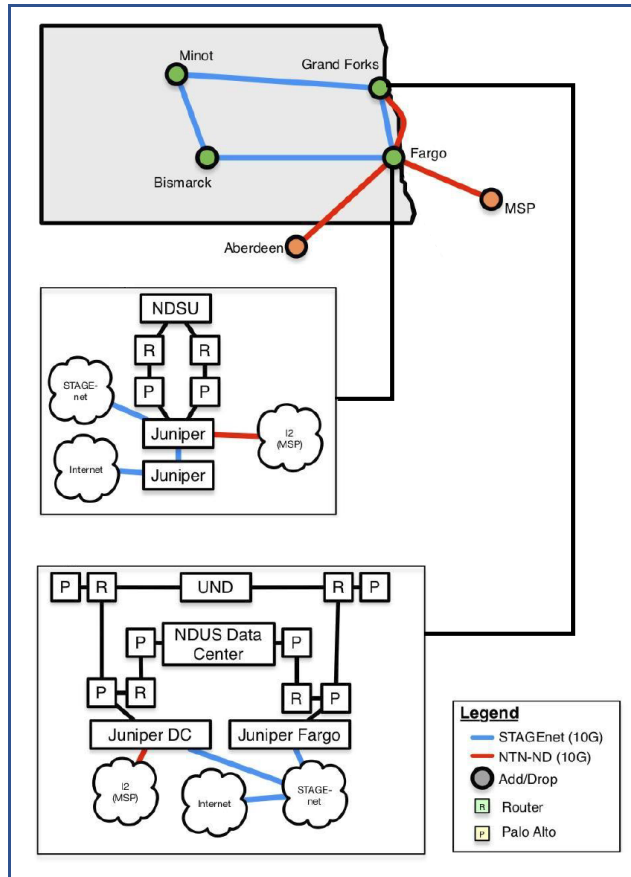 Minot
Grand Forks
Fargo
Bismarck
MSP
Aberdeen
NDSU
R R
P P
STAGE-
net
Juniper
I2
(MSP)
Internet
Juniper
P R UND R P
P NDUS Data P
Center
P R R P
Juniper DC Juniper Fargo
I2
(MSP)
Internet
STAGE-
net
Legend
STAGEnet (10G)
NTN-ND (10G)
Add/Drop
R Router
P Palo Alto